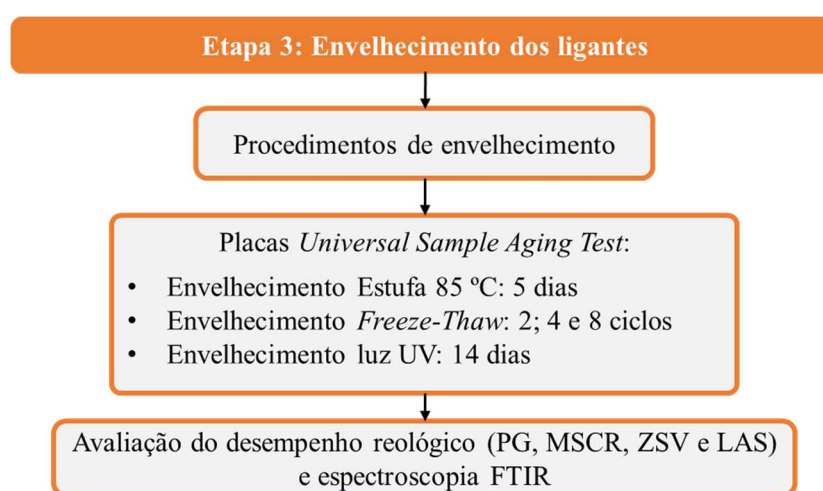 Etapa 3: Envelhecimento dos ligantes
Procedimentos de envelhecimento
Placas Universal Sample Aging Test:
• Envelhecimento Estufa 85 ºC: 5 dias
• Envelhecimento Freeze-Thaw: 2; 4 e 8 ciclos
• Envelhecimento luz UV: 14 dias
Avaliação do desempenho reológico (PG, MSCR, ZSV e LAS)
e espectroscopia FTIR